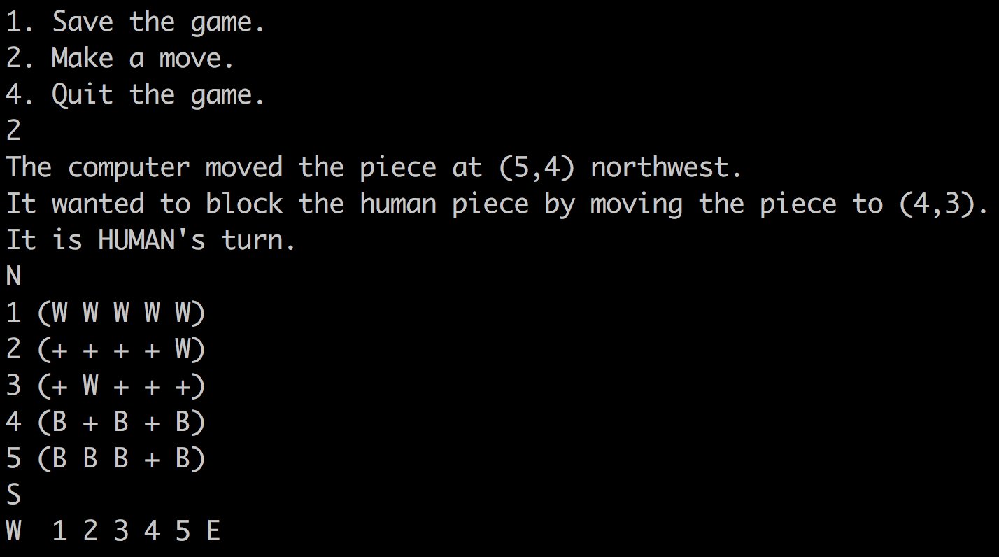 1. Save the game.
2. Make a move.
4. Quit the game.
2
The computer moved the piece at (5,4) northwest.
It wanted to block the human piece by moving the piece to (4,3).
It is HUMAN's turn.
N
1 (W W W W W)
2 (+ + + + W)
3 (+ W + + +)
4 (B + B + B)
5 (B B B + B)
S
W  1 2 3 4 5 E